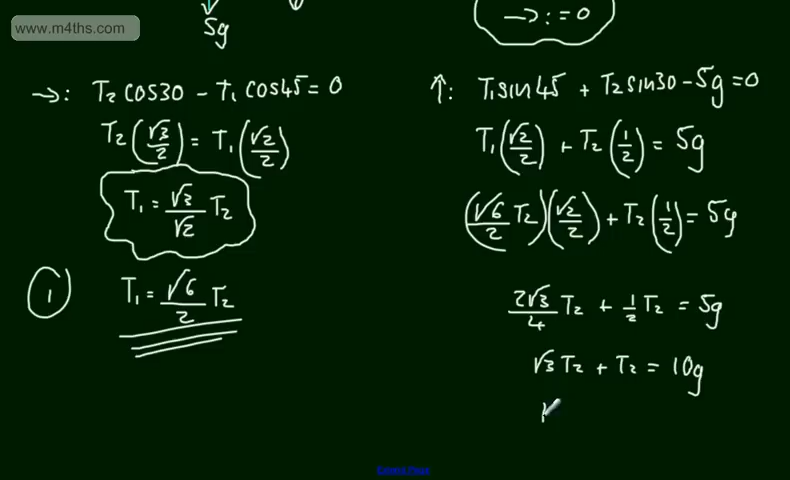 www.m4ths.com
5g
→: = 0
→: T₂ cos30 - T₁ cos45 = 0
T₂ (√3/2) = T₁ (√2/2)
T₁ = √3/√2 T₂
① T₁ = √6/2 T₂
↑: T₁ sin45 + T₂ sin30 - 5g = 0
T₁ (√2/2) + T₂ (1/2) = 5g
(√6/2 T₂)(√2/2) + T₂ (1/2) = 5g
2√3/4 T₂ + 1/2 T₂ = 5g
√3 T₂ + T₂ = 10g